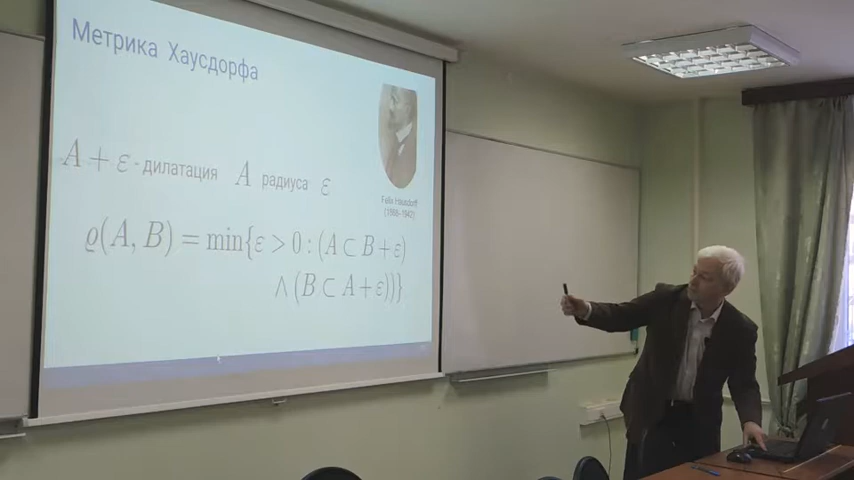 Метрика Хаусдорфа
A + ε - дилатация A радиуса ε
Felix Hausdorff
(1868–1942)
ϱ(A, B) = min{ε > 0 : (A ⊂ B + ε)
∧ (B ⊂ A + ε))}